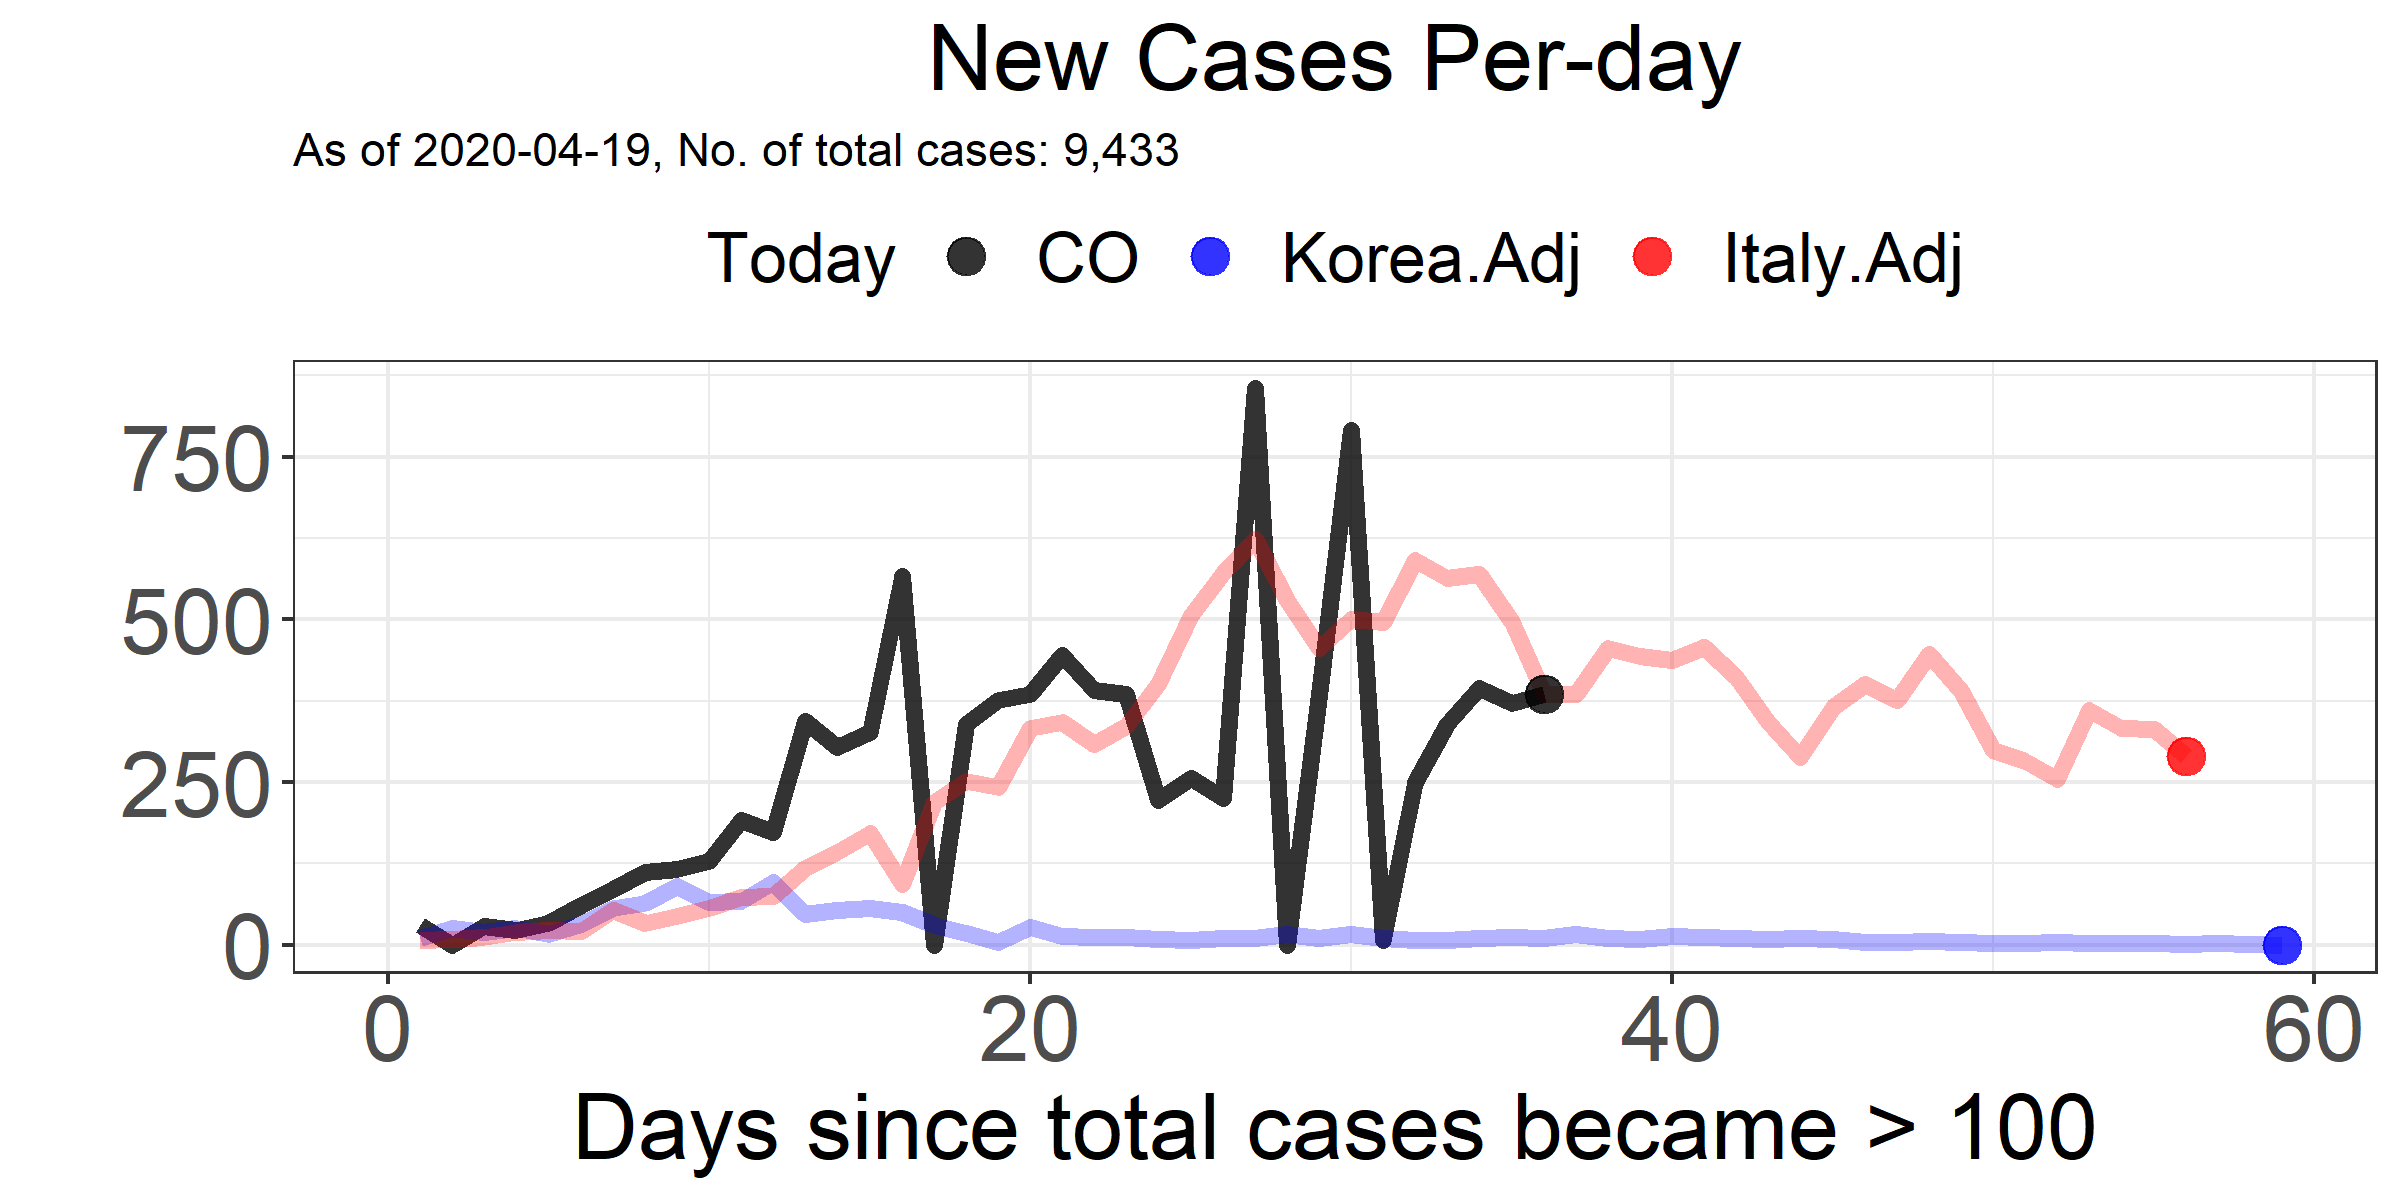 New Cases Per-day
As of 2020-04-19, No. of total cases: 9,433
Today CO Korea.Adj Italy.Adj
750
500
250
0
0 20 40 60
Days since total cases became > 100